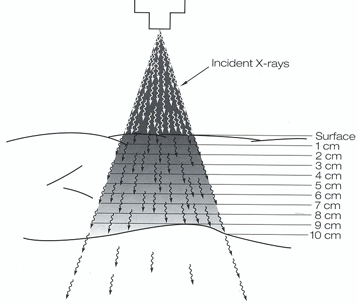 Incident X-rays
Surface
1 cm
2 cm
3 cm
4 cm
5 cm
6 cm
7 cm
8 cm
9 cm
10 cm